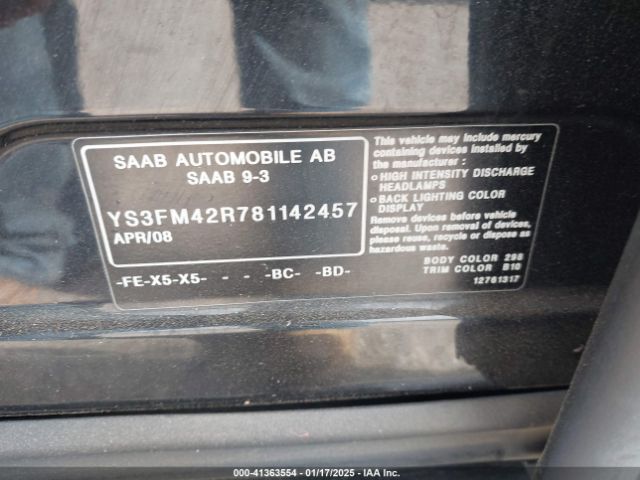 SAAB AUTOMOBILE AB
SAAB 9-3
YS3FM42R781142457
APR/08
-FE-X5-X5- - - -BC- -BD-
This vehicle may include mercury
containing devices installed by
the manufacturer :
○ HIGH INTENSITY DISCHARGE
HEADLAMPS
○ BACK LIGHTING COLOR
DISPLAY
Remove devices before vehicle
disposal. Upon removal of devices,
please reuse, recycle or dispose as
hazardous waste.
BODY COLOR 298
TRIM COLOR B10
12761317
000-41363554 - 01/17/2025 - IAA Inc.